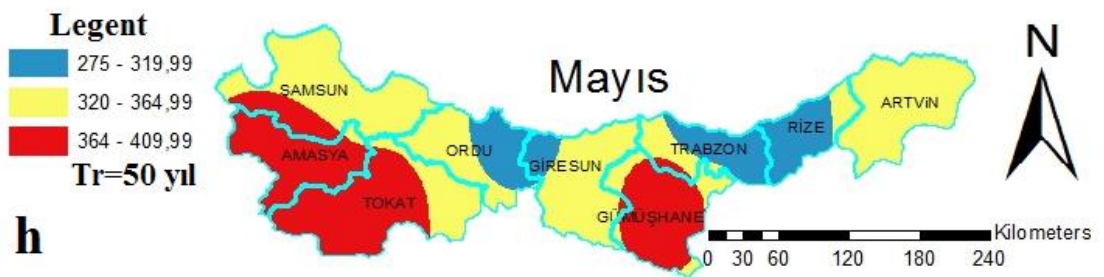 Legent
275 - 319,99
320 - 364,99
364 - 409,99
Tr=50 yıl
h
Mayıs
N
SAMSUN
AMASYA
TOKAT
ORDU
GİRESUN
GÜMÜŞHANE
TRABZON
RİZE
ARTVİN
Kilometers
0 30 60 120 180 240